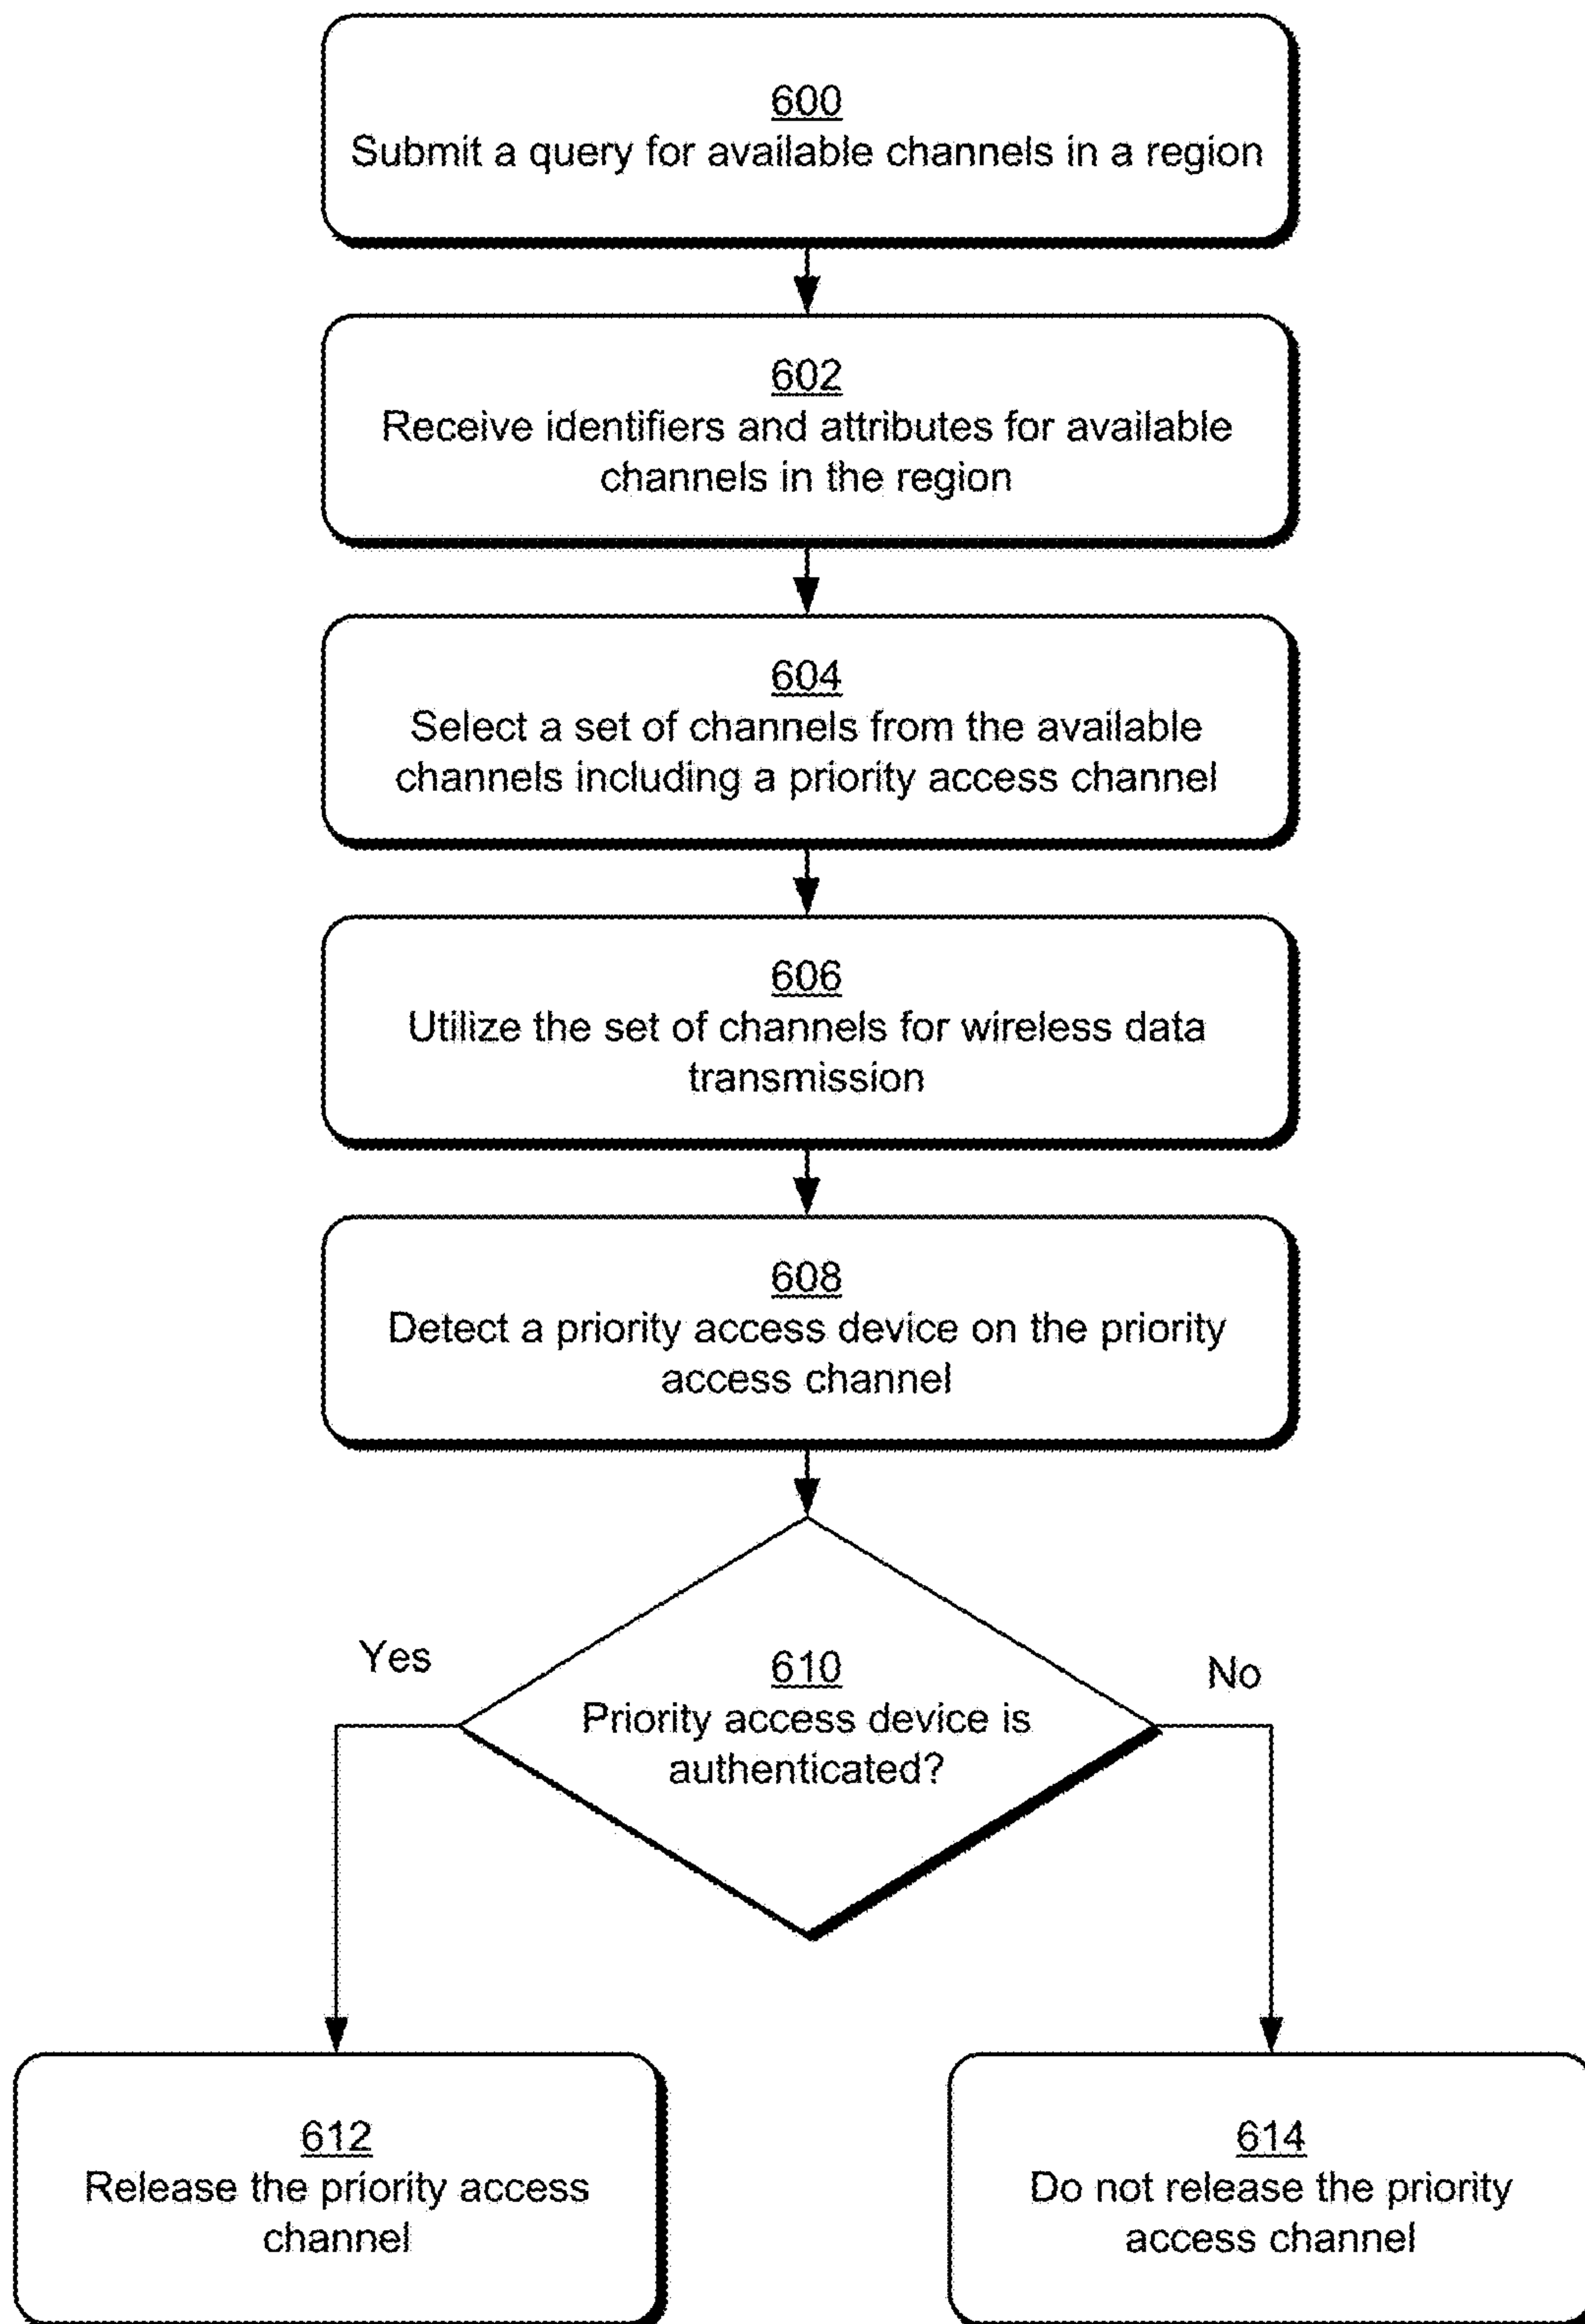 600
Submit a query for available channels in a region
602
Receive identifiers and attributes for available
channels in the region
604
Select a set of channels from the available
channels including a priority access channel
606
Utilize the set of channels for wireless data
transmission
608
Detect a priority access device on the priority
access channel
Yes
No
610
Priority access device is
authenticated?
612
Release the priority access
channel
614
Do not release the priority
access channel